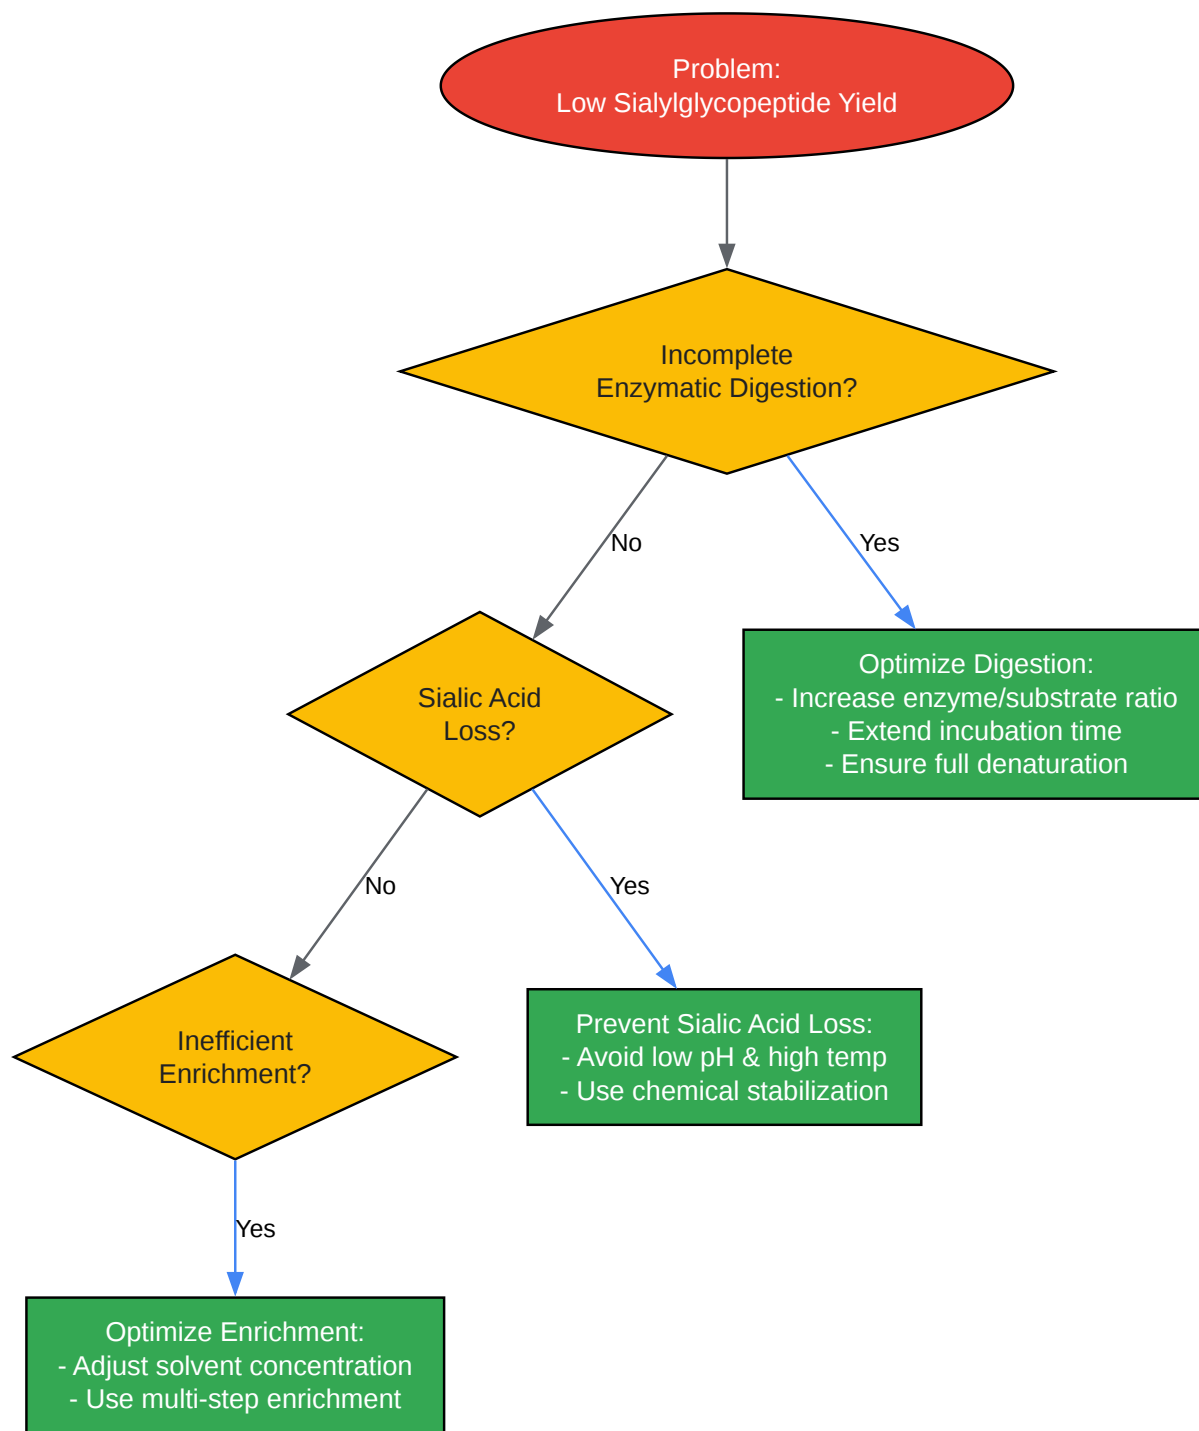 Problem:
Low Sialylglycopeptide Yield
Incomplete
Enzymatic Digestion?
No
Yes
Sialic Acid
Loss?
Optimize Digestion:
- Increase enzyme/substrate ratio
- Extend incubation time
- Ensure full denaturation
No
Yes
Inefficient
Enrichment?
Prevent Sialic Acid Loss:
- Avoid low pH & high temp
- Use chemical stabilization
Yes
Optimize Enrichment:
- Adjust solvent concentration
- Use multi-step enrichment